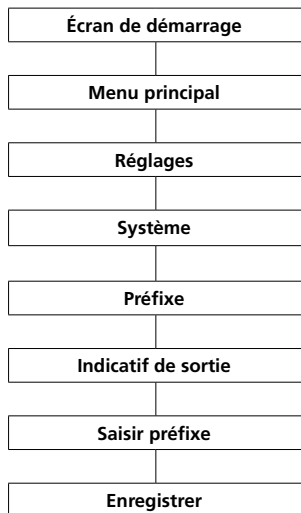 Écran de démarrage
Menu principal
Réglages
Système
Préfixe
Indicatif de sortie
Saisir préfixe
Enregistrer